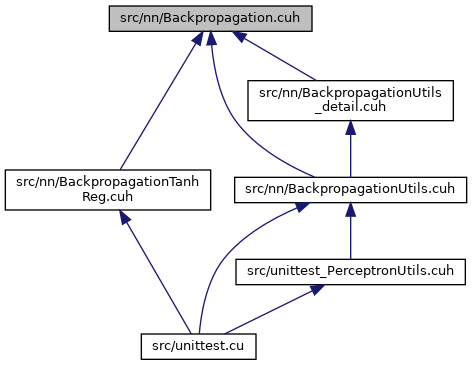 src/nn/Backpropagation.cuh
src/nn/BackpropagationUtils
_detail.cuh
src/nn/BackpropagationTanh
Reg.cuh
src/nn/BackpropagationUtils.cuh
src/unittest_PerceptronUtils.cuh
src/unittest.cu